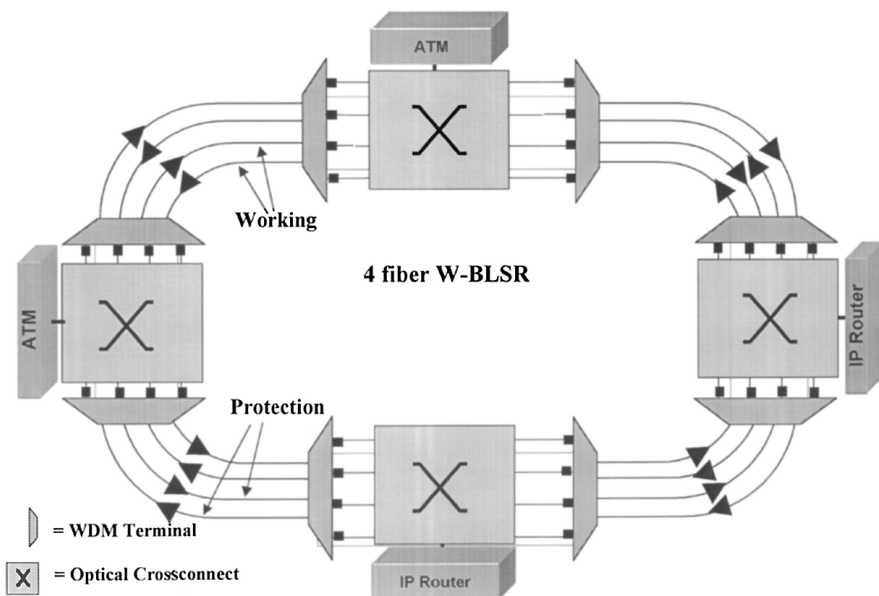 ATM
Working
4 fiber W-BLSR
ATM
IP Router
Protection
= WDM Terminal
= Optical Crossconnect
IP Router